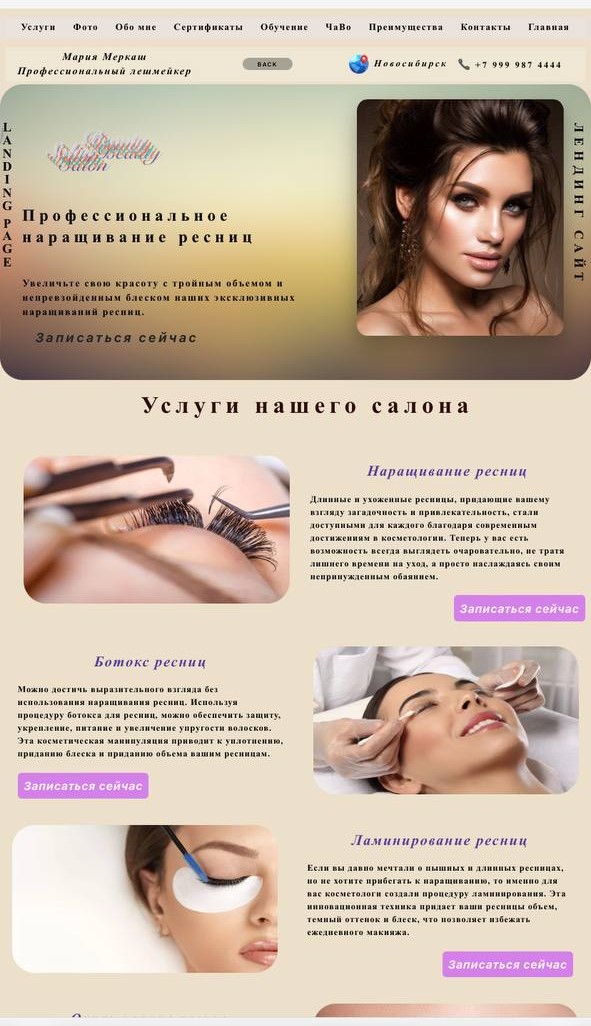 Услуги Фото Обо мне Сертификаты Обучение ЧаВо Преимущества Контакты Главная
Мария Меркаш
Профессиональный лешмейкер
BACK
Новосибирск
+7 999 987 4444
LANDING PAGE
Beauty
Salon Beauty
Salon
ЛЕНДИНГ САЙТ
Профессиональное
наращивание ресниц
Увеличьте свою красоту с тройным объемом и
непревзойденным блеском наших эксклюзивных
наращиваний ресниц.
Записаться сейчас
Услуги нашего салона
Наращивание ресниц
Длинные и ухоженные ресницы, придающие вашему
взгляду загадочность и привлекательность, стали
доступными для каждого благодаря современным
достижениям в косметологии. Теперь у вас есть
возможность всегда выглядеть очаровательно, не тратя
лишнего времени на уход, а просто наслаждаясь своим
непринужденным обаянием.
Записаться сейчас
Ботокс ресниц
Можно достичь выразительного взгляда без
использования наращивания ресниц. Используя
процедуру ботокса для ресниц, можно обеспечить защиту,
укрепление, питание и увеличение упругости волосков.
Эта косметическая манипуляция приводит к уплотнению,
приданию блеска и приданию объема вашим ресницам.
Записаться сейчас
Ламинирование ресниц
Если вы давно мечтали о пышных и длинных ресницах,
но не хотите прибегать к наращиванию, то именно для
вас косметологи создали процедуру ламинирования. Эта
инновационная техника придает ваши ресницы объем,
темный оттенок и блеск, что позволяет избежать
ежедневного макияжа.
Записаться сейчас